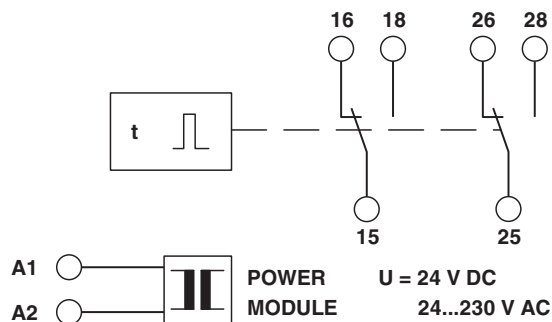 16 18 26 28
t
15 25
A1
POWER U = 24 V DC
A2
MODULE 24...230 V AC